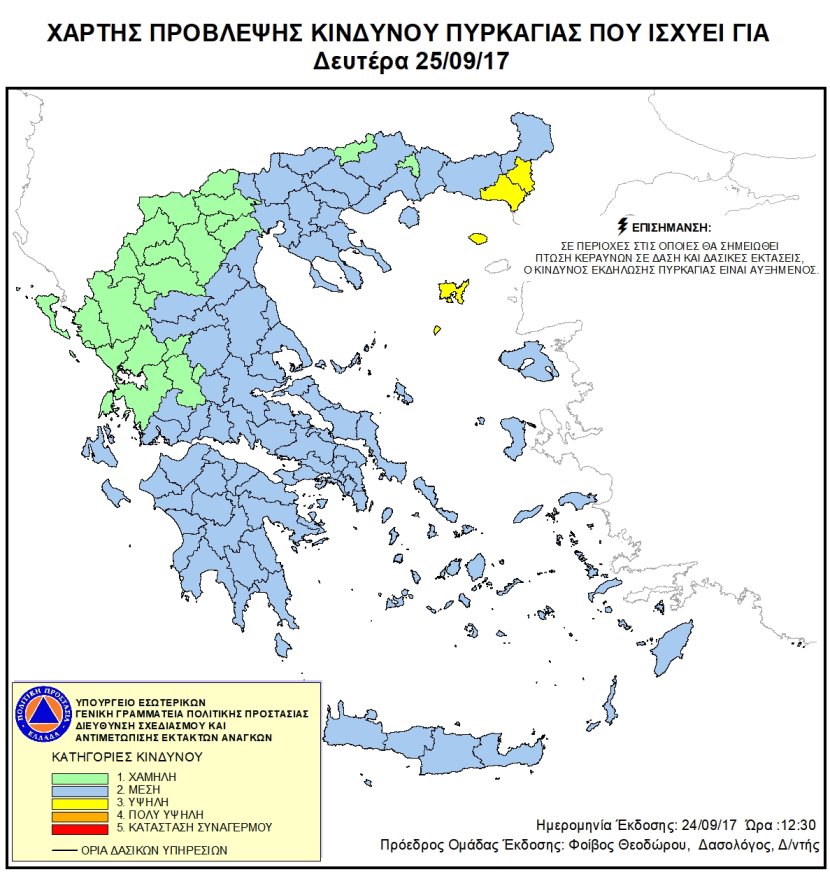 ΧΑΡΤΗΣ ΠΡΟΒΛΕΨΗΣ ΚΙΝΔΥΝΟΥ ΠΥΡΚΑΓΙΑΣ ΠΟΥ ΙΣΧΥΕΙ ΓΙΑ
Δευτέρα 25/09/17
ΕΠΙΣΗΜΑΝΣΗ:
ΣΕ ΠΕΡΙΟΧΕΣ ΣΤΙΣ ΟΠΟΙΕΣ ΘΑ ΣΗΜΕΙΩΘΕΙ
ΠΤΩΣΗ ΚΕΡΑΥΝΩΝ ΣΕ ΔΑΣΗ ΚΑΙ ΔΑΣΙΚΕΣ ΕΚΤΑΣΕΙΣ,
Ο ΚΙΝΔΥΝΟΣ ΕΚΔΗΛΩΣΗΣ ΠΥΡΚΑΓΙΑΣ ΕΙΝΑΙ ΑΥΞΗΜΕΝΟΣ.
ΠΟΛΙΤΙΚΗ ΠΡΟΣΤΑΣΙΑ
ΕΛΛΑΔΑ
ΥΠΟΥΡΓΕΙΟ ΕΣΩΤΕΡΙΚΩΝ
ΓΕΝΙΚΗ ΓΡΑΜΜΑΤΕΙΑ ΠΟΛΙΤΙΚΗΣ ΠΡΟΣΤΑΣΙΑΣ
ΔΙΕΥΘΥΝΣΗ ΣΧΕΔΙΑΣΜΟΥ ΚΑΙ
ΑΝΤΙΜΕΤΩΠΙΣΗΣ ΕΚΤΑΚΤΩΝ ΑΝΑΓΚΩΝ
ΚΑΤΗΓΟΡΙΕΣ ΚΙΝΔΥΝΟΥ
1. ΧΑΜΗΛΗ
2. ΜΕΣΗ
3. ΥΨΗΛΗ
4. ΠΟΛΥ ΥΨΗΛΗ
5. ΚΑΤΑΣΤΑΣΗ ΣΥΝΑΓΕΡΜΟΥ
ΟΡΙΑ ΔΑΣΙΚΩΝ ΥΠΗΡΕΣΙΩΝ
Ημερομηνία Έκδοσης: 24/09/17 Ώρα :12:30
Πρόεδρος Ομάδας Έκδοσης: Φοίβος Θεοδώρου, Δασολόγος, Δ/ντής